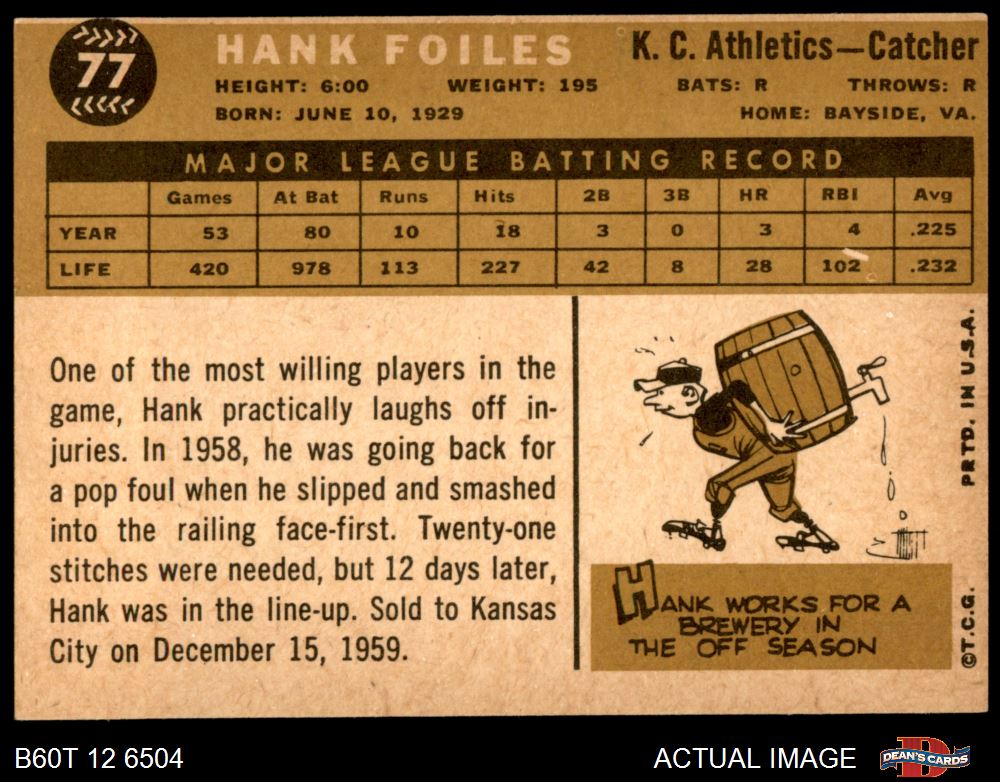 77
HANK FOILES
K. C. Athletics—Catcher
HEIGHT: 6:00 WEIGHT: 195 BATS: R THROWS: R
BORN: JUNE 10, 1929 HOME: BAYSIDE, VA.
MAJOR LEAGUE BATTING RECORD
Games At Bat Runs Hits 2B 3B HR RBI Avg
YEAR 53 80 10 18 3 0 3 4 .225
LIFE 420 978 113 227 42 8 28 102 .232
One of the most willing players in the
game, Hank practically laughs off in-
juries. In 1958, he was going back for
a pop foul when he slipped and smashed
into the railing face-first. Twenty-one
stitches were needed, but 12 days later,
Hank was in the line-up. Sold to Kansas
City on December 15, 1959.
HANK WORKS FOR A
BREWERY IN
THE OFF SEASON
©T.C.G. PRTD. IN U.S.A.
B60T 12 6504
ACTUAL IMAGE
DEAN'S CARDS